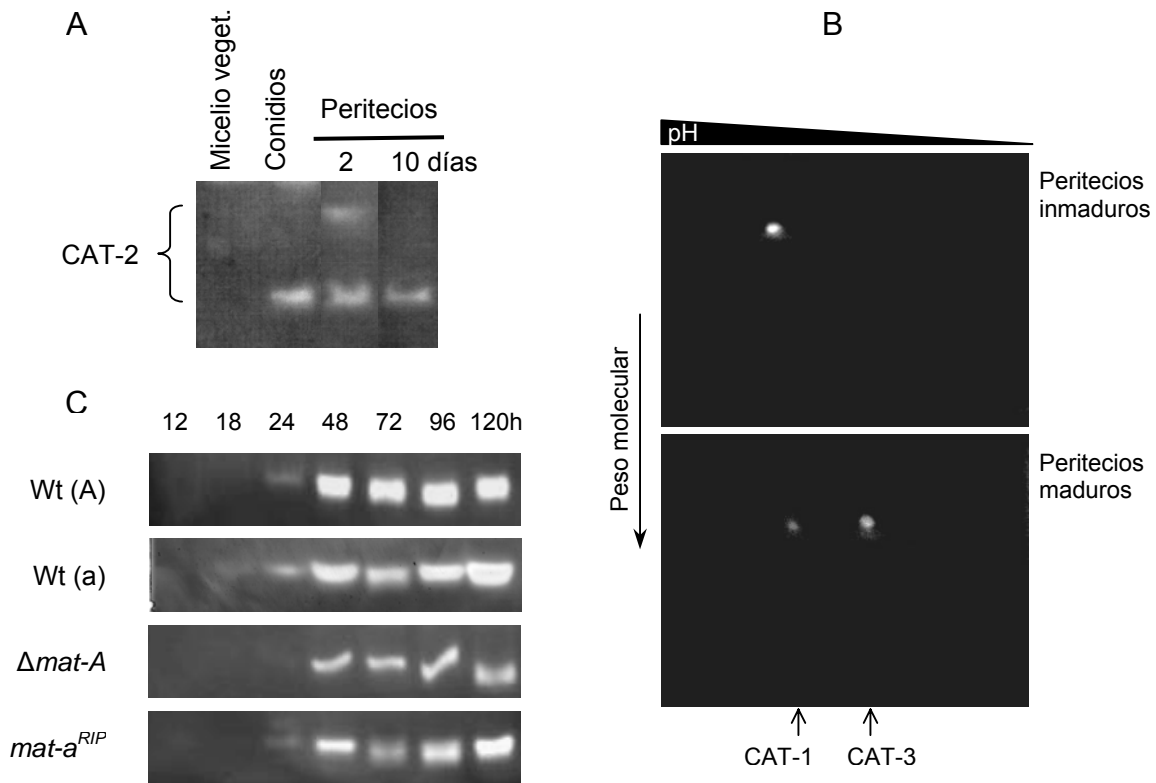 A
Micelio veget.
Conidios
Peritecios
2 10 días
CAT-2
B
pH
Peritecios
inmaduros
Peso molecular
Peritecios
maduros
CAT-1 CAT-3
C
12 18 24 48 72 96 120h
Wt (A)
Wt (a)
Δmat-A
mat-aRIP